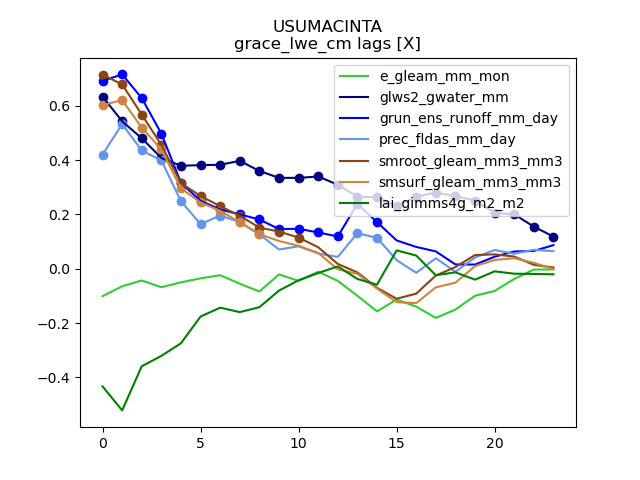 USUMACINTA
grace_lwe_cm lags [X]
e_gleam_mm_mon
glws2_gwater_mm
grun_ens_runoff_mm_day
prec_fldas_mm_day
smroot_gleam_mm3_mm3
smsurf_gleam_mm3_mm3
lai_gimms4g_m2_m2
0.6
0.4
0.2
0.0
−0.2
−0.4
0 5 10 15 20